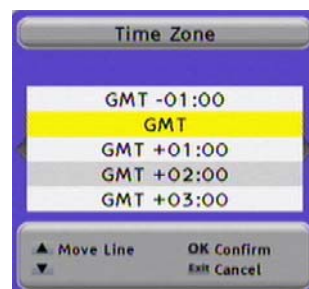 Time Zone
GMT -01:00
GMT
GMT +01:00
GMT +02:00
GMT +03:00
▲ Move Line OK Confirm
▼ Exit Cancel